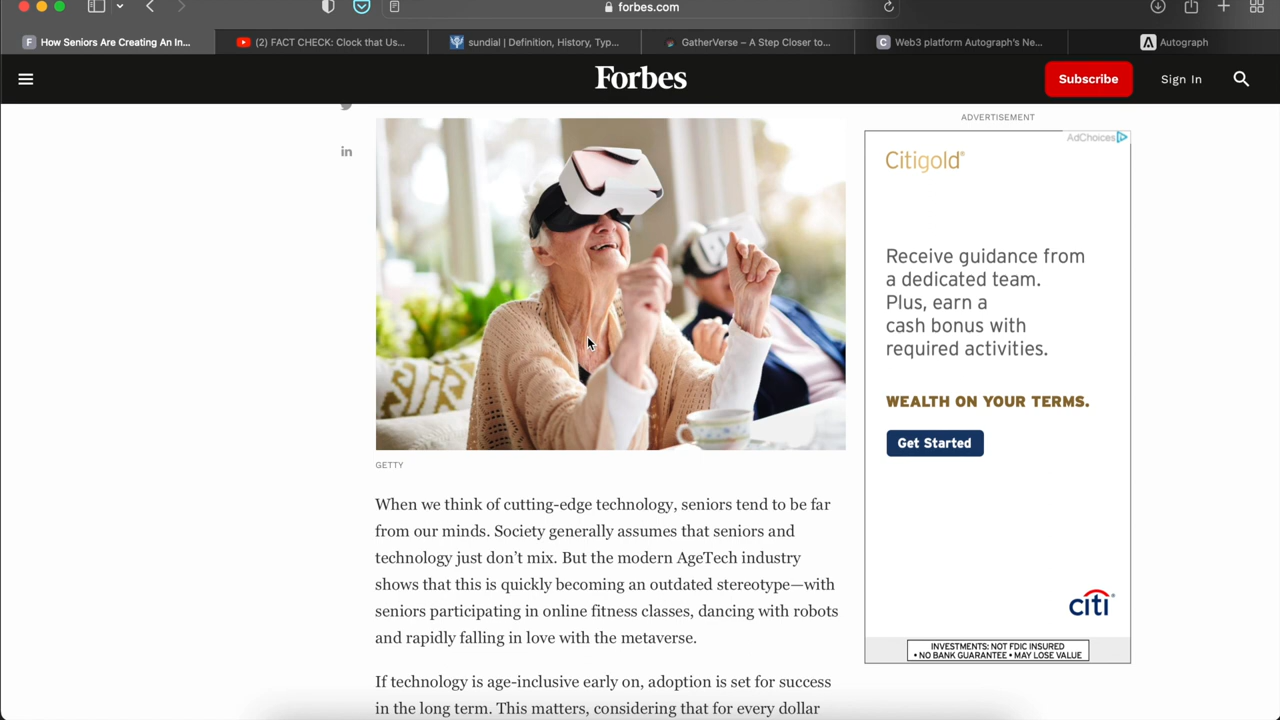 forbes.com
How Seniors Are Creating An In...
(2) FACT CHECK: Clock that Us...
sundial | Definition, History, Typ...
GatherVerse – A Step Closer to...
Web3 platform Autograph's Ne...
Autograph
Forbes
Subscribe
Sign In
in
ADVERTISEMENT
AdChoices
Citigold®
Receive guidance from
a dedicated team.
Plus, earn a
cash bonus with
required activities.
WEALTH ON YOUR TERMS.
Get Started
citi®
INVESTMENTS: NOT FDIC INSURED
• NO BANK GUARANTEE • MAY LOSE VALUE
GETTY
When we think of cutting-edge technology, seniors tend to be far
from our minds. Society generally assumes that seniors and
technology just don’t mix. But the modern AgeTech industry
shows that this is quickly becoming an outdated stereotype—with
seniors participating in online fitness classes, dancing with robots
and rapidly falling in love with the metaverse.
If technology is age-inclusive early on, adoption is set for success
in the long term. This matters, considering that for every dollar